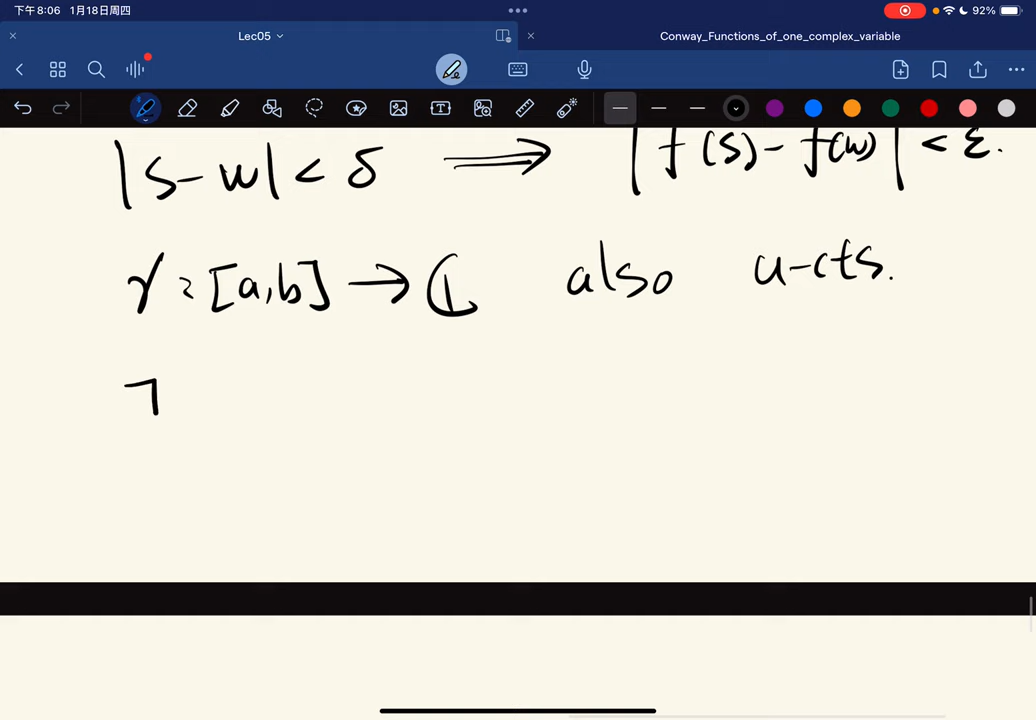 下午8:06 1月18日周四 92%
Lec05 Conway_Functions_of_one_complex_variable
|s-w| < δ ⟹ |f(s)-f(w)| < ε.
γ: [a,b] → ℂ also u-cts.